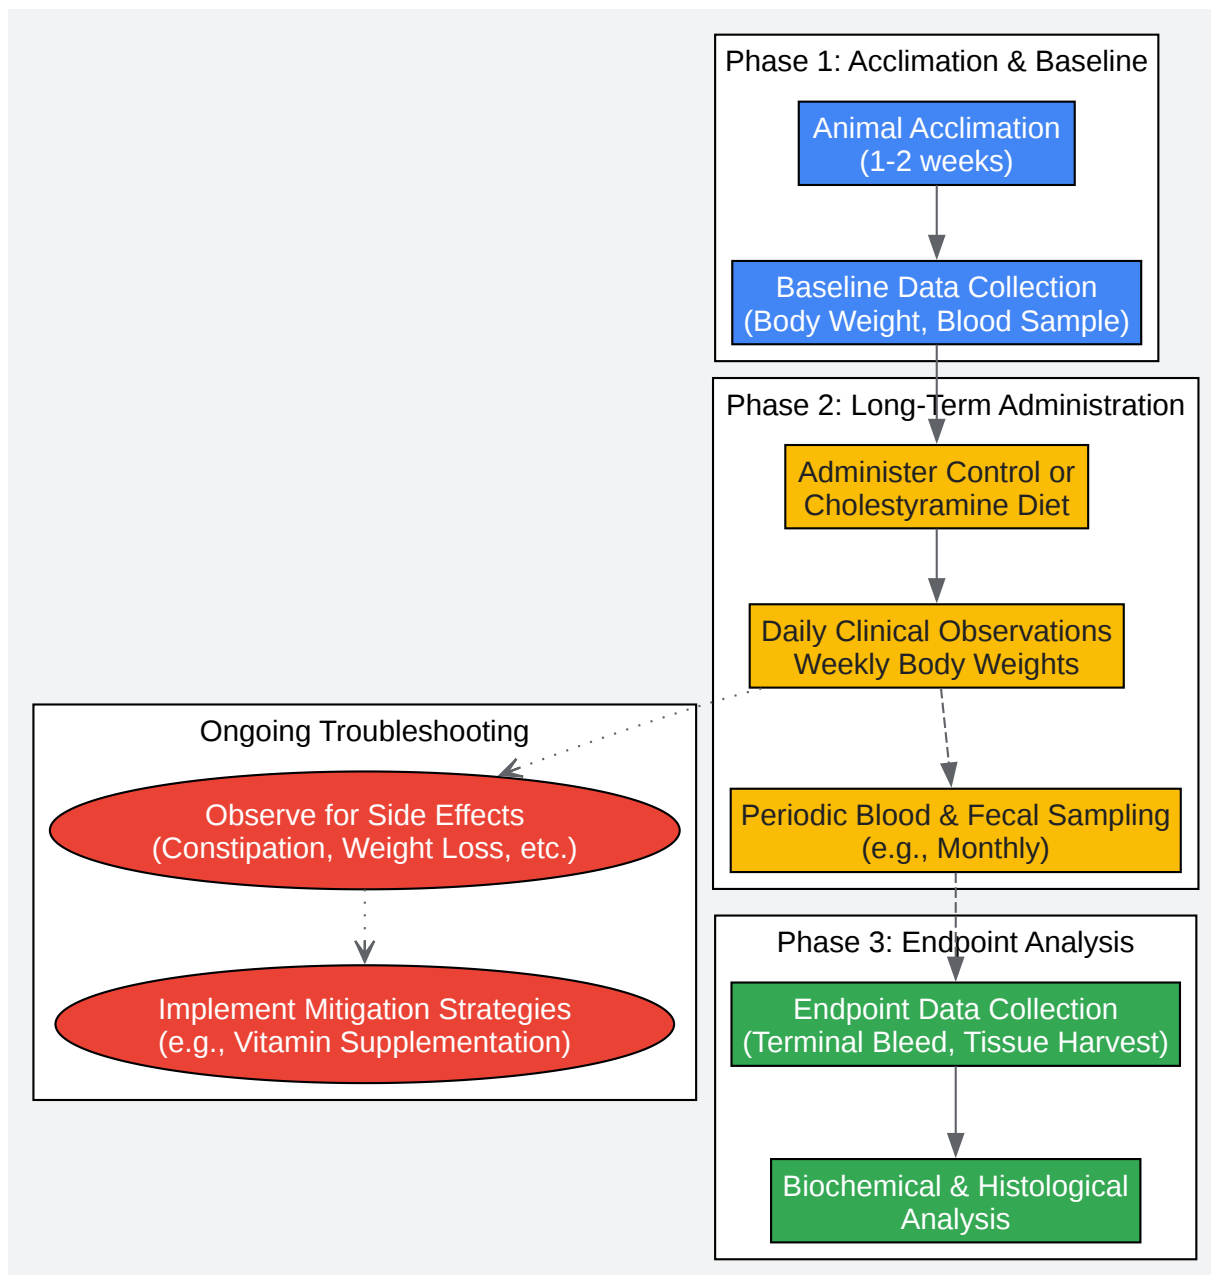 Phase 1: Acclimation & Baseline
Animal Acclimation
(1-2 weeks)
Baseline Data Collection
(Body Weight, Blood Sample)
Phase 2: Long-Term Administration
Administer Control or
Cholestyramine Diet
Daily Clinical Observations
Weekly Body Weights
Ongoing Troubleshooting
Observe for Side Effects
(Constipation, Weight Loss, etc.)
Implement Mitigation Strategies
(e.g., Vitamin Supplementation)
Periodic Blood & Fecal Sampling
(e.g., Monthly)
Phase 3: Endpoint Analysis
Endpoint Data Collection
(Terminal Bleed, Tissue Harvest)
Biochemical & Histological
Analysis